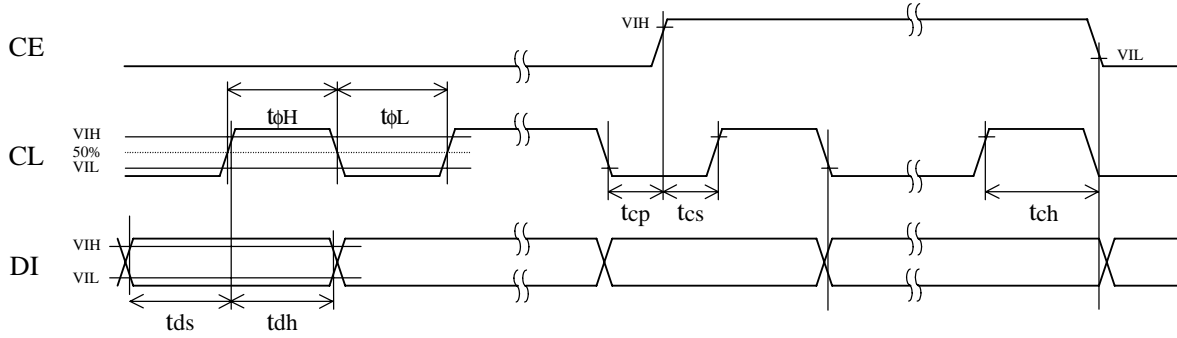 VIH
CE
VIL
tϕH
tϕL
VIH
CL
50%
VIL
tcp
tcs
tch
VIH
DI
VIL
tds
tdh